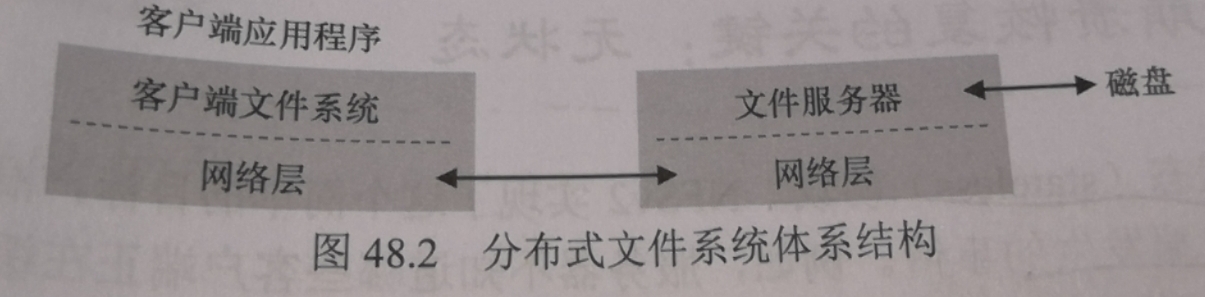 客户端应用程序
客户端文件系统
网络层
文件服务器
网络层
磁盘
图 48.2 分布式文件系统体系结构